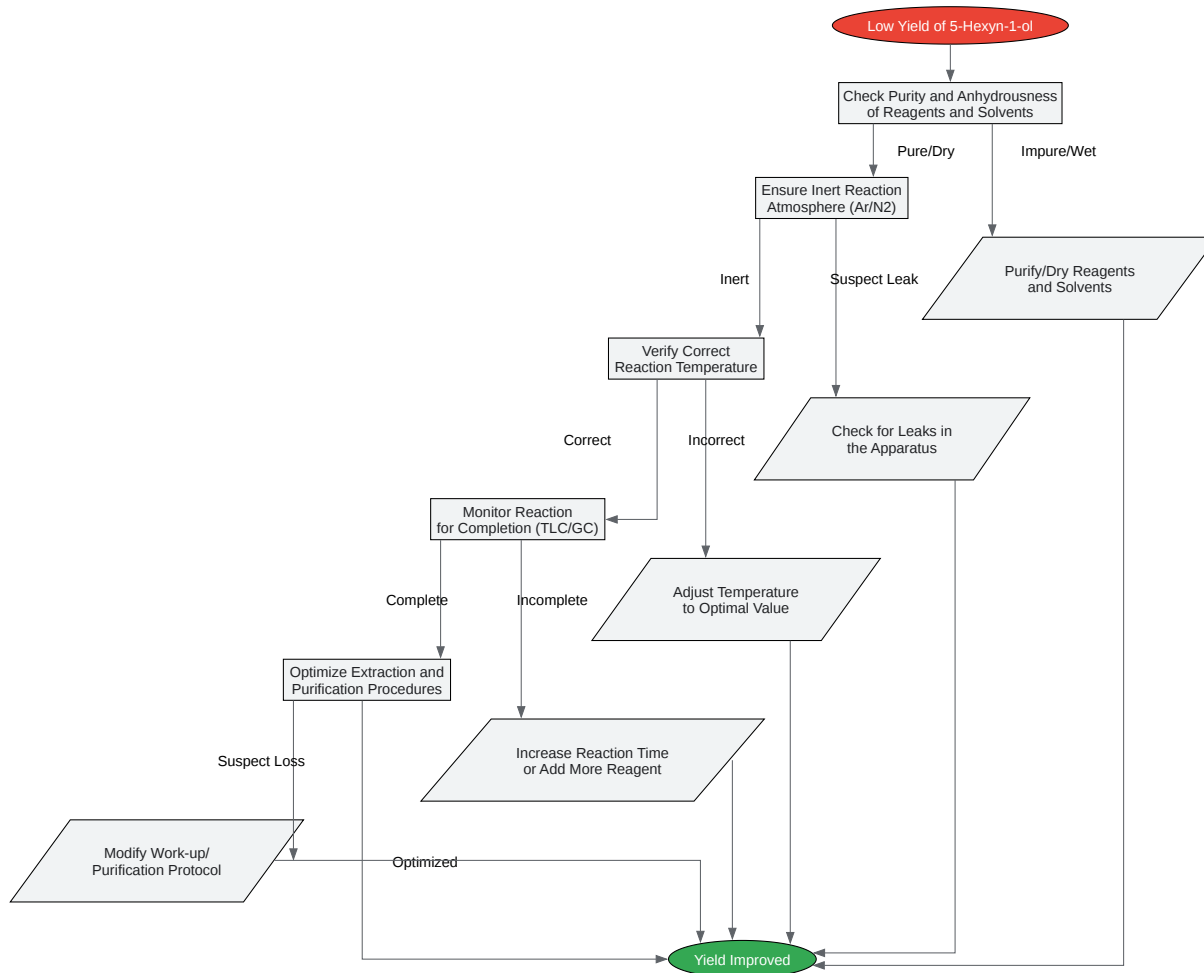 Low Yield of 5-Hexyn-1-ol
Check Purity and Anhydrousness
of Reagents and Solvents
Pure/Dry
Impure/Wet
Ensure Inert Reaction
Atmosphere (Ar/N2)
Inert
Suspect Leak
Purify/Dry Reagents
and Solvents
Verify Correct
Reaction Temperature
Correct
Incorrect
Check for Leaks in
the Apparatus
Monitor Reaction
for Completion (TLC/GC)
Complete
Incomplete
Adjust Temperature
to Optimal Value
Optimize Extraction and
Purification Procedures
Suspect Loss
Increase Reaction Time
or Add More Reagent
Modify Work-up/
Purification Protocol
Optimized
Yield Improved